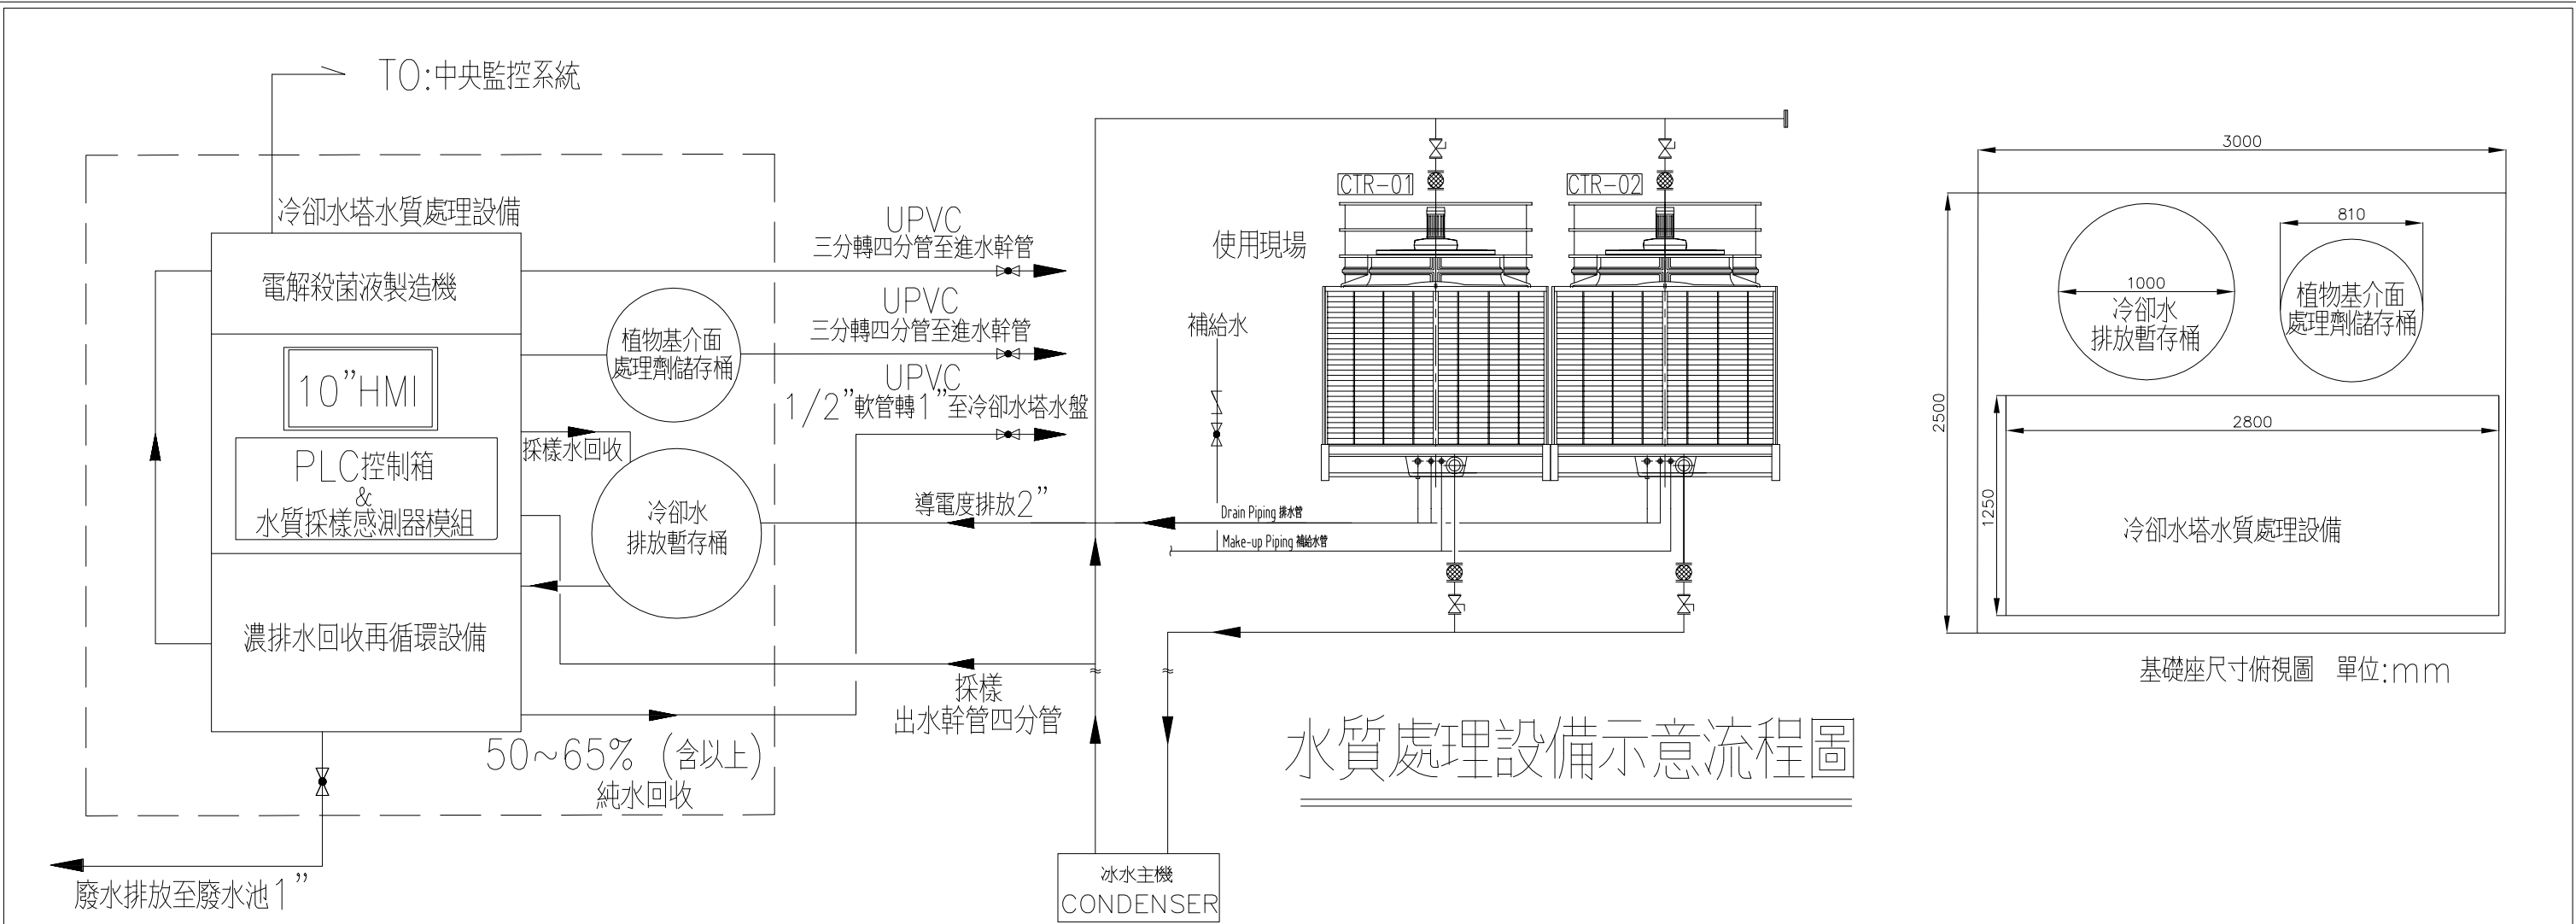 TO:中央監控系統
冷卻水塔水質處理設備
電解殺菌液製造機
10”HMI
PLC控制箱
&
水質採樣感測器模組
濃排水回收再循環設備
植物基介面
處理劑儲存桶
採樣水回收
冷卻水
排放暫存桶
50~65% (含以上)
純水回收
廢水排放至廢水池1”
UPVC
三分轉四分管至進水幹管
UPVC
三分轉四分管至進水幹管
UPVC
1/2”軟管轉1”至冷卻水塔水盤
導電度排放2”
採樣
出水幹管四分管
冰水主機
CONDENSER
使用現場
補給水
CTR-01
CTR-02
Drain Piping 排水管
Make-up Piping 補給水管
水質處理設備示意流程圖
3000
2500
1000
冷卻水
排放暫存桶
810
植物基介面
處理劑儲存桶
2800
1250
冷卻水塔水質處理設備
基礎座尺寸俯視圖 單位:mm